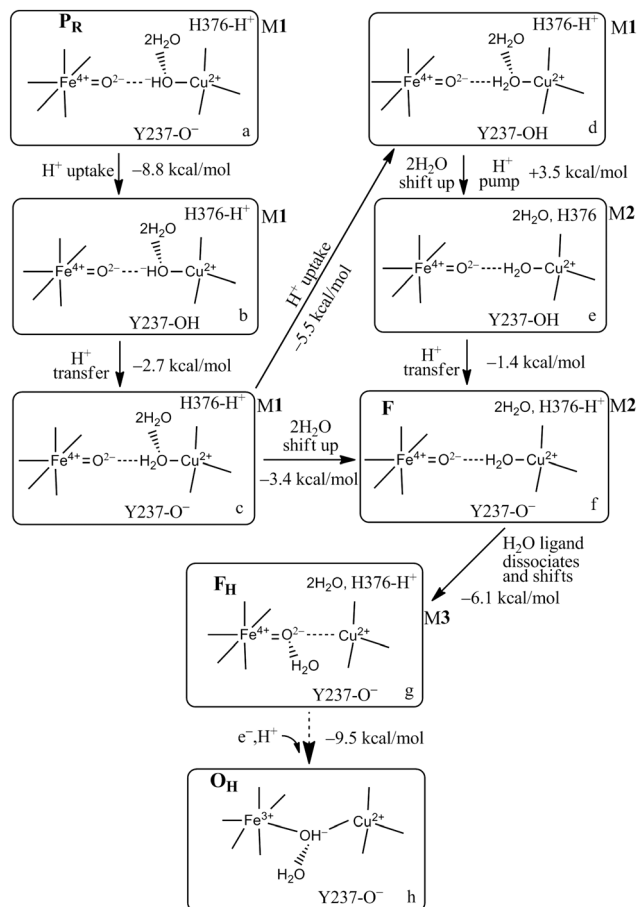 P_R
H376-H⁺ M1
2H₂O
Fe⁴⁺=O²⁻ ⁻HO—Cu²⁺
Y237-O⁻ a
H⁺ uptake −8.8 kcal/mol
H376-H⁺ M1
2H₂O
Fe⁴⁺=O²⁻ ⁻HO—Cu²⁺
Y237-OH b
H⁺
transfer −2.7 kcal/mol
H376-H⁺ M1
2H₂O
Fe⁴⁺=O²⁻ H₂O—Cu²⁺
Y237-O⁻ c
H⁺ uptake
−5.5 kcal/mol
2H₂O
shift up
−3.4 kcal/mol
H376-H⁺ M1
2H₂O
Fe⁴⁺=O²⁻ H₂O—Cu²⁺
Y237-OH d
2H₂O
shift up
H⁺
pump
+3.5 kcal/mol
2H₂O, H376 M2
Fe⁴⁺=O²⁻ H₂O—Cu²⁺
Y237-OH e
H⁺
transfer −1.4 kcal/mol
F 2H₂O, H376-H⁺ M2
Fe⁴⁺=O²⁻ H₂O—Cu²⁺
Y237-O⁻ f
H₂O ligand
dissociates
and shifts
−6.1 kcal/mol
F_H 2H₂O, H376-H⁺
M3
Fe⁴⁺=O²⁻ Cu²⁺
H₂O
Y237-O⁻ g
e⁻,H⁺ −9.5 kcal/mol
O_H
Fe³⁺ OH⁻ Cu²⁺
H₂O
Y237-O⁻ h